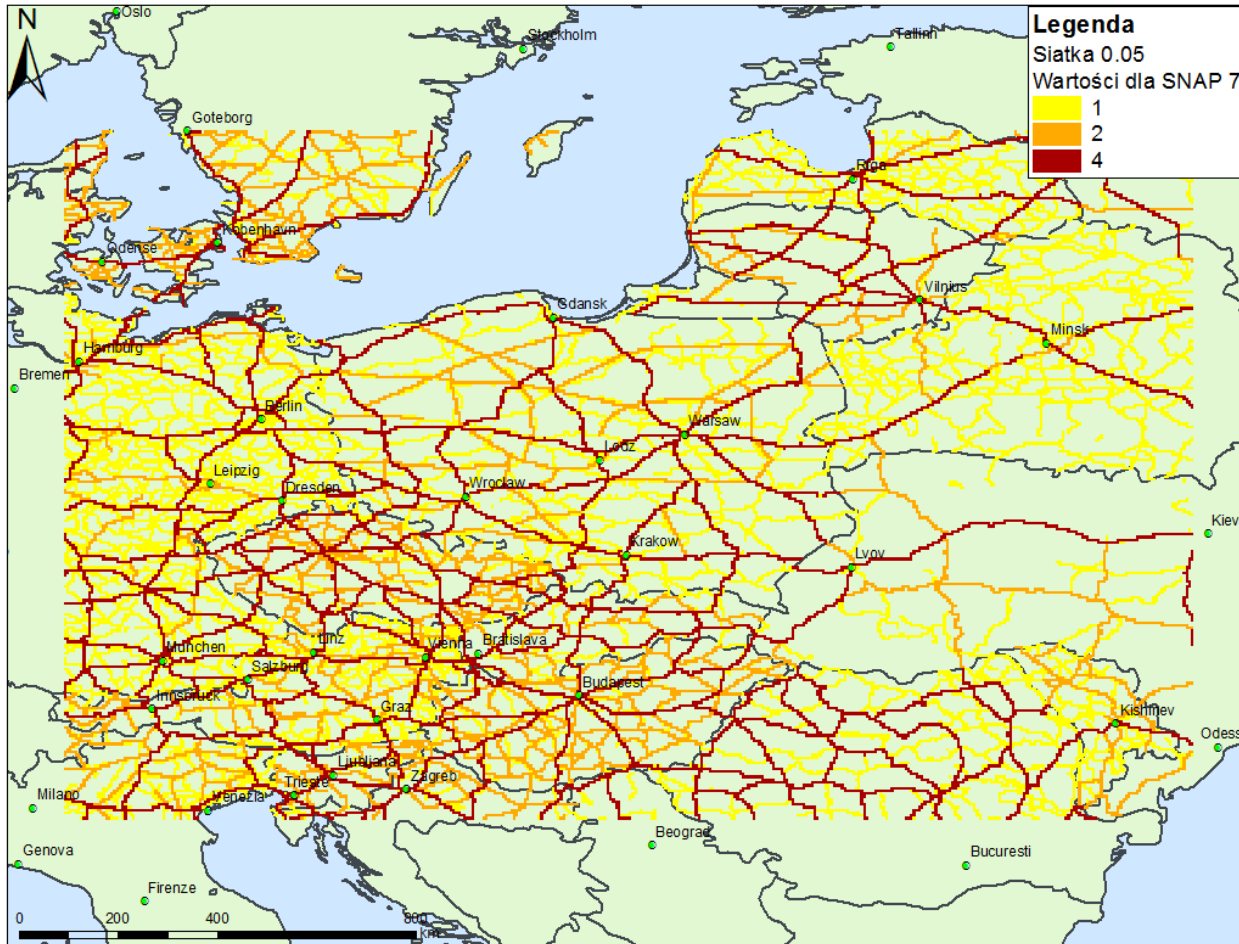 N
Oslo
Stockholm
Tallinn
Legenda
Siatka 0.05
Wartości dla SNAP 7
1
2
4
Goteborg
Riga
Kobenhavn
Odense
Vilnius
Gdansk
Minsk
Hamburg
Bremen
Berlin
Warsaw
Lodz
Leipzig
Wrocław
Dresden
Kiev
Krakow
Lvov
Linz
Vienna
Bratislava
Munchen
Salzburg
Budapest
Innsbruck
Graz
Kishinev
Odess
Ljubljana
Trieste
Zagreb
Milano
Venezia
Beograd
Genova
Bucuresti
Firenze
0 200 400 800
km